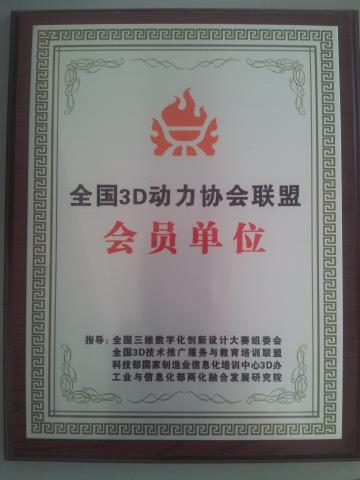 全国3D动力协会联盟
会员单位
指导：全国三维数字化创新设计大赛组委会
全国3D技术推广服务与教育培训联盟
科技部国家制造业信息化培训中心3D办
工业与信息化部两化融合发展研究院